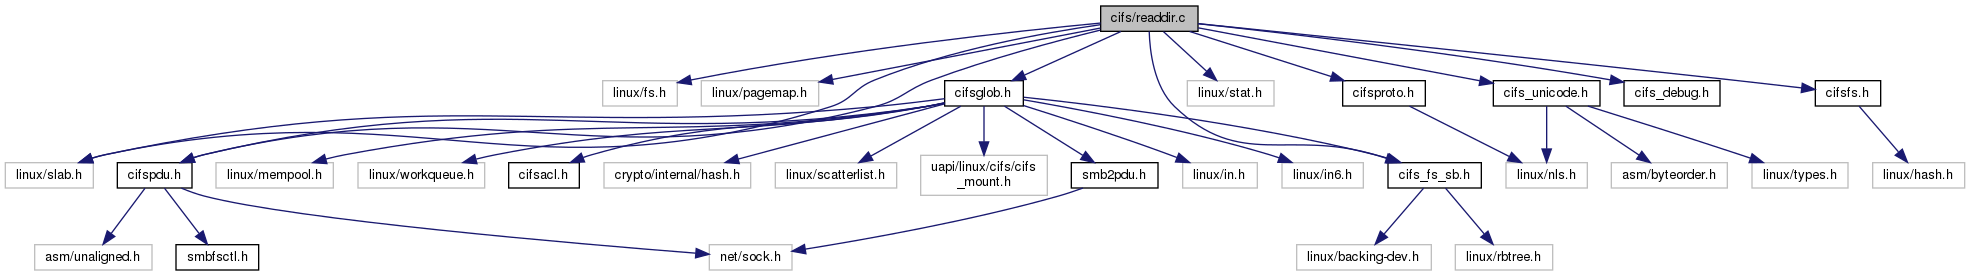 cifs/readdir.c
linux/fs.h
linux/pagemap.h
cifsglob.h
linux/stat.h
cifsproto.h
cifs_unicode.h
cifs_debug.h
cifsfs.h
linux/slab.h
cifspdu.h
linux/mempool.h
linux/workqueue.h
cifsacl.h
crypto/internal/hash.h
linux/scatterlist.h
uapi/linux/cifs/cifs
_mount.h
smb2pdu.h
linux/in.h
linux/in6.h
cifs_fs_sb.h
linux/nls.h
asm/byteorder.h
linux/types.h
linux/hash.h
asm/unaligned.h
smbfsctl.h
net/sock.h
linux/backing-dev.h
linux/rbtree.h